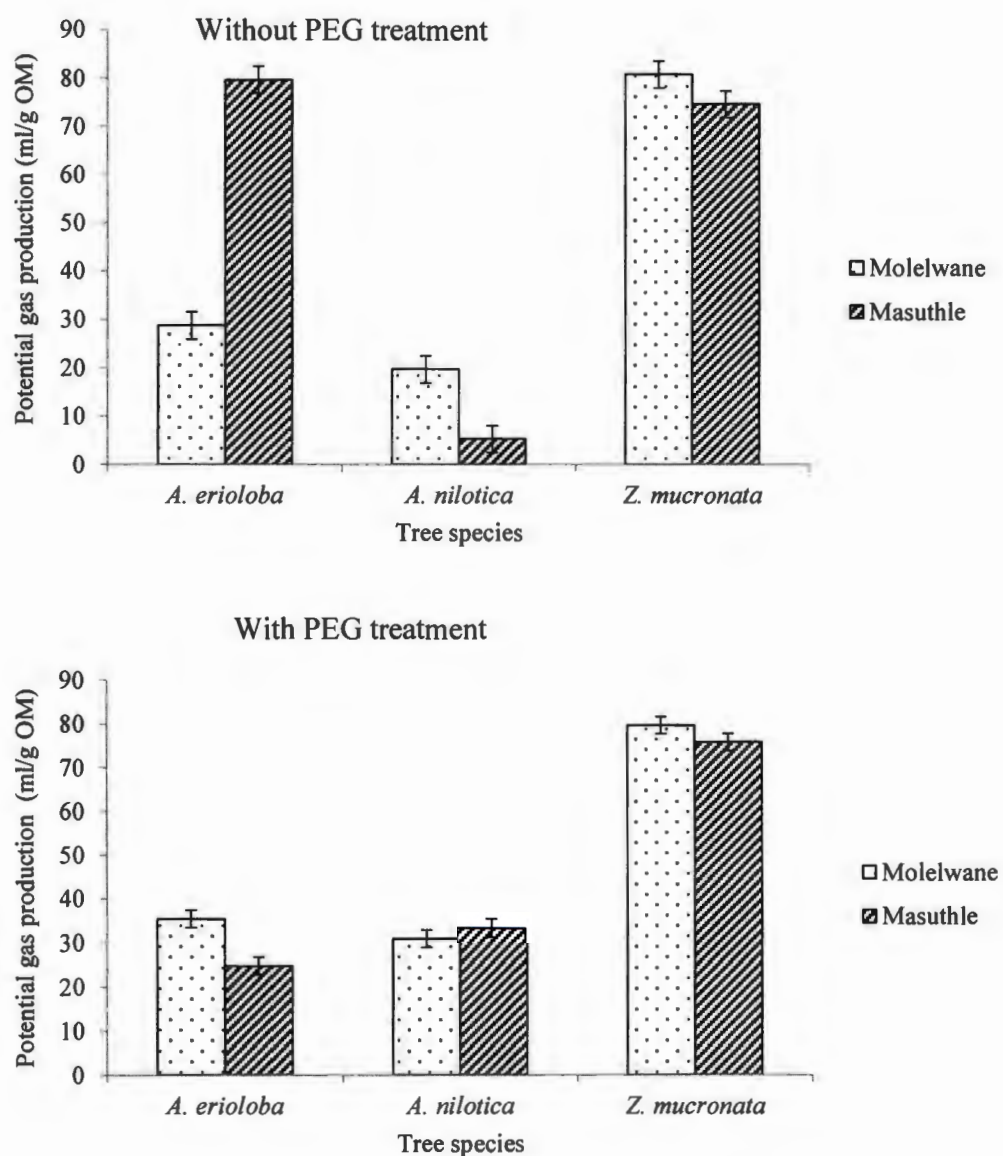 Without PEG treatment
Potential gas production (ml/g OM)
90
80
70
60
50
40
30
20
10
0
A. erioloba A. nilotica Z. mucronata
Tree species
Molelwane
Masuthle
With PEG treatment
Potential gas production (ml/g OM)
90
80
70
60
50
40
30
20
10
0
A. erioloba A. nilotica Z. mucronata
Tree species
Molelwane
Masuthle